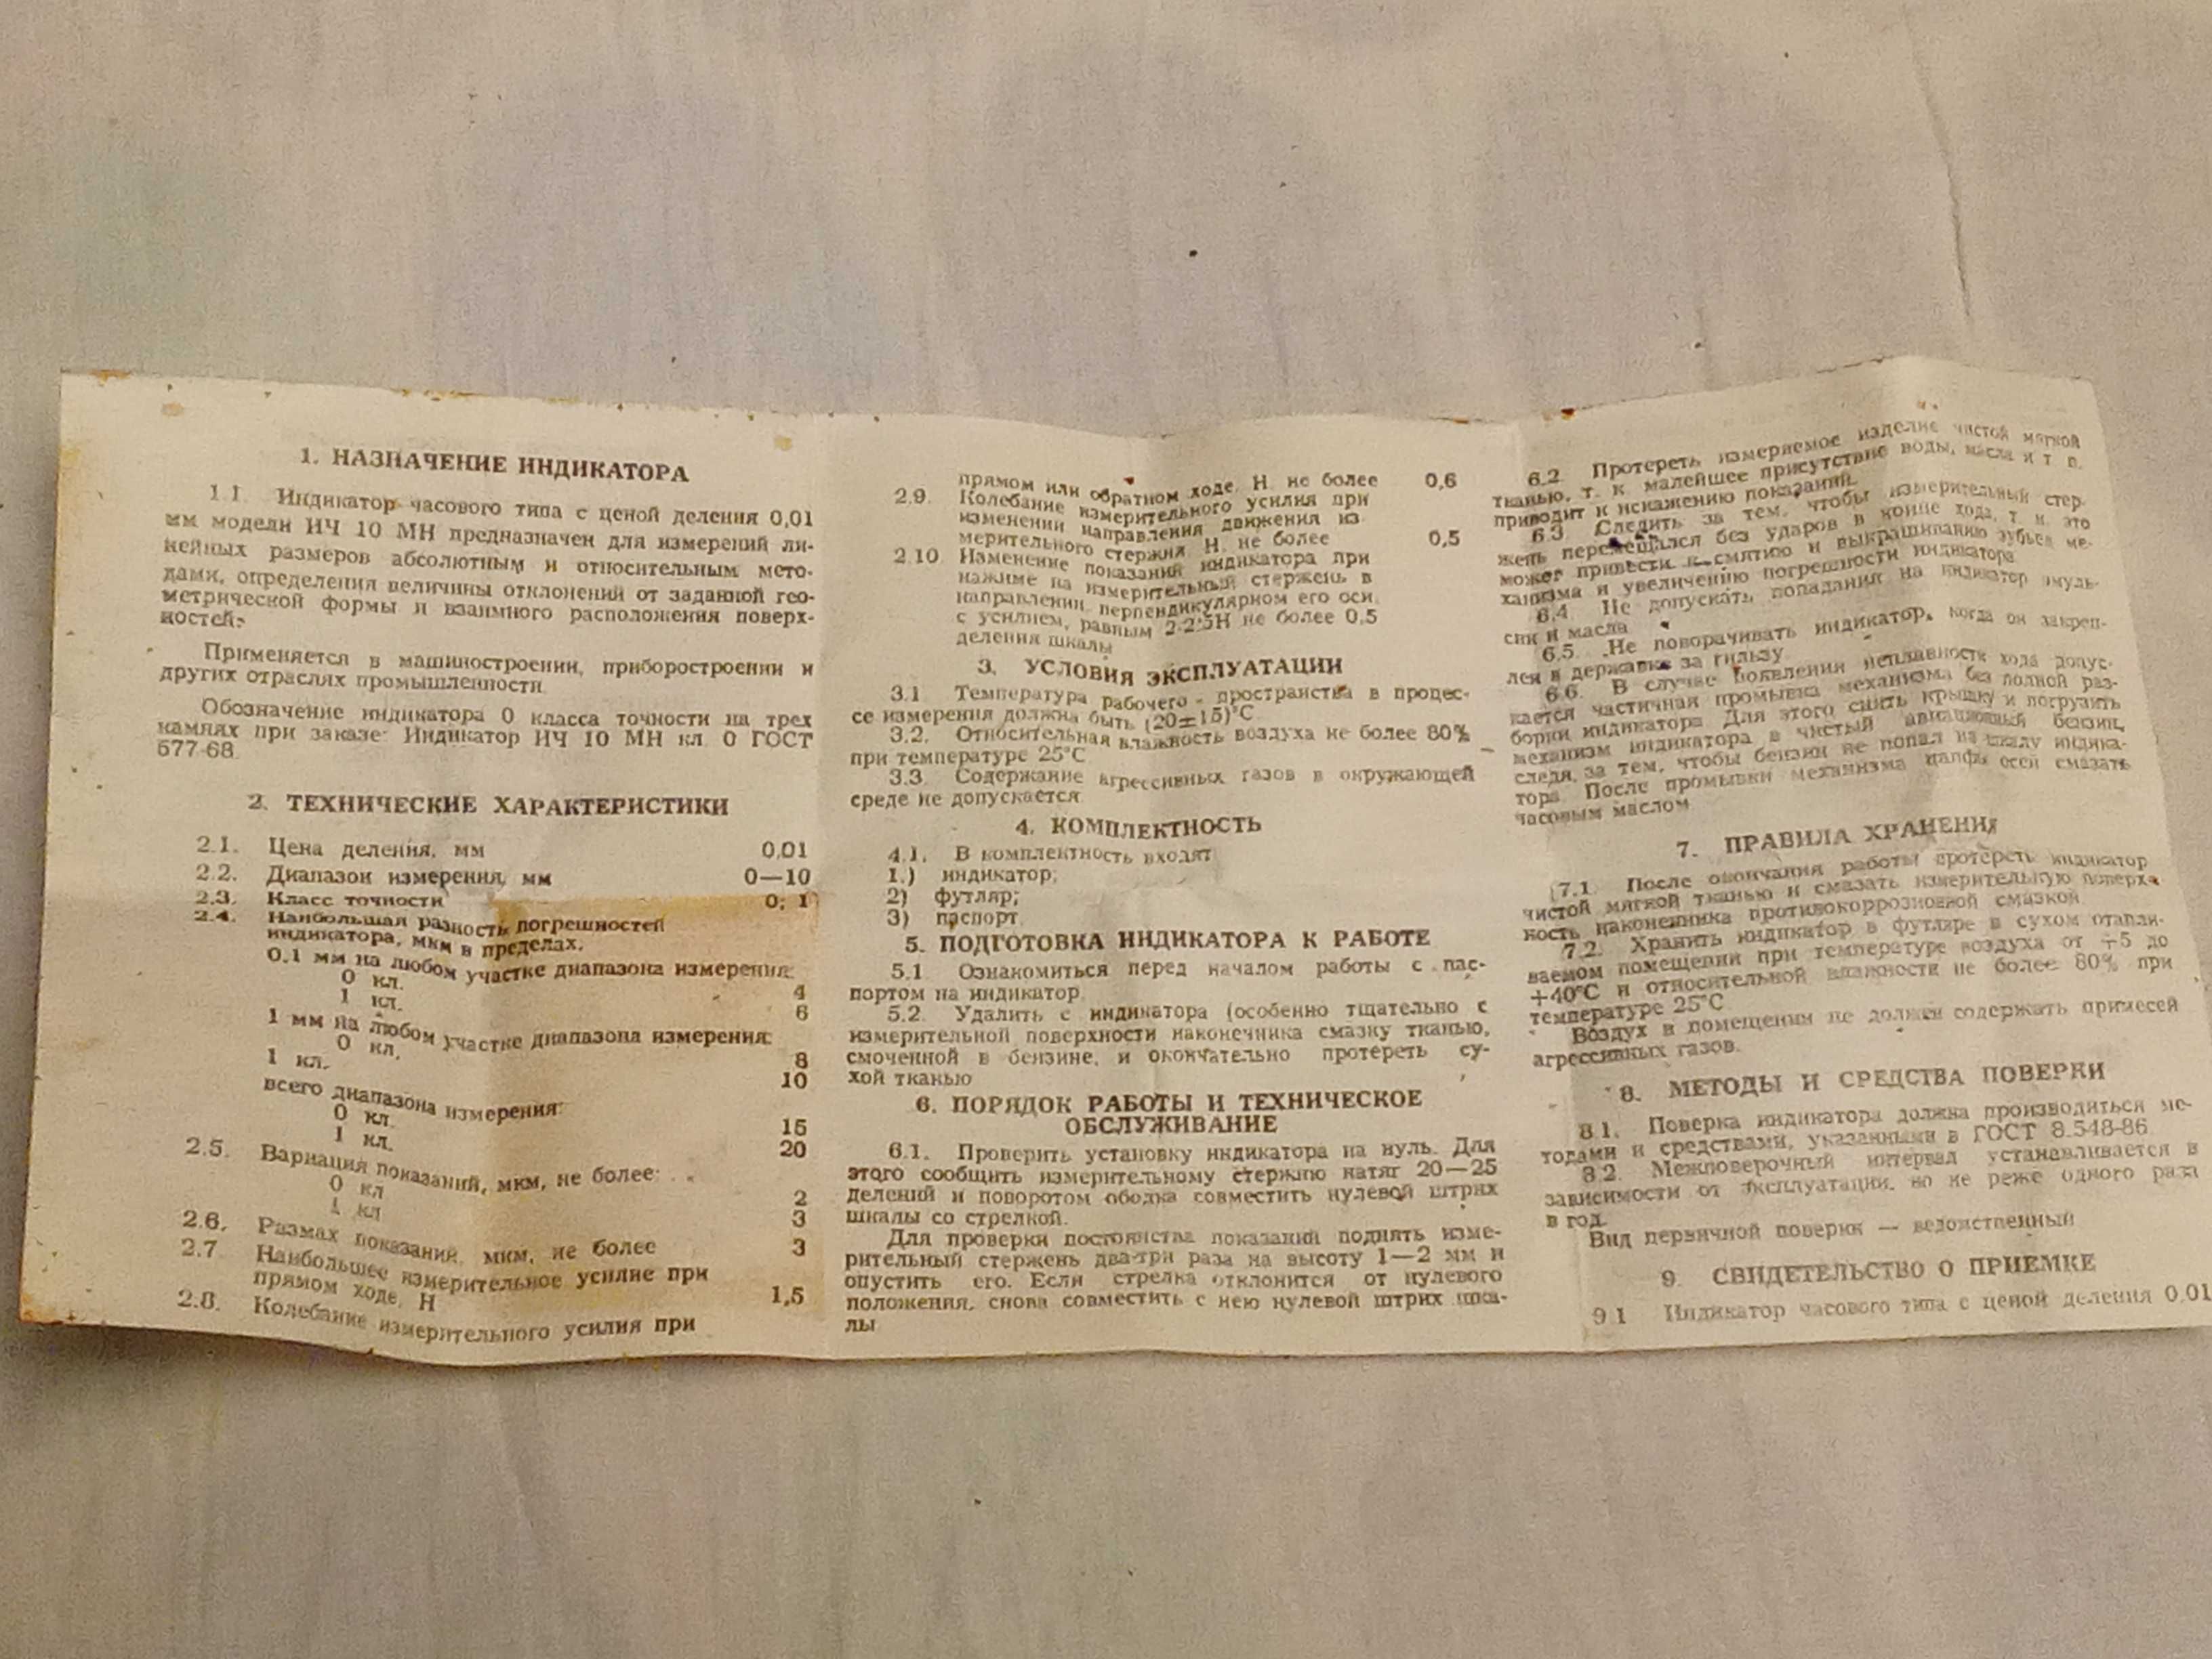 1. НАЗНАЧЕНИЕ ИНДИКАТОРА
1.1. Индикатор часового типа с ценой деления 0,01
мм модели ИЧ 10 МН предназначен для измерений ли-
нейных размеров абсолютным и относительным мето-
дами, определения величины отклонений от заданной гео-
метрической формы и взаимного расположения поверх-
ностей.
Применяется в машиностроении, приборостроении и
других отраслях промышленности
Обозначение индикатора 0 класса точности на трех
камнях при заказе: Индикатор ИЧ 10 МН кл. 0 ГОСТ
577-68.
2. ТЕХНИЧЕСКИЕ ХАРАКТЕРИСТИКИ
2.1. Цена деления, мм 0,01
2.2. Диапазон измерения, мм 0—10
2.3. Класс точности 0; 1
2.4. Наибольшая разность погрешностей
индикатора, мкм в пределах,
0,1 мм на любом участке диапазона измерения:
0 кл. 4
1 кл. 6
1 мм на любом участке диапазона измерения:
0 кл. 8
1 кл. 10
всего диапазона измерения:
0 кл. 15
1 кл. 20
2.5. Вариация показаний, мкм, не более:
0 кл 2
1 кл 3
2.6. Размах показаний, мкм, не более 3
2.7 Наибольшее измерительное усилие при
прямом ходе, Н 1,5
2.8. Колебание измерительного усилия при
прямом или обратном ходе, Н, не более 0,6
2.9. Колебание измерительного усилия при
изменении направления движения из
мерительного стержня, Н, не более 0,5
2.10 Изменение показаний индикатора при
нажиме на измерительный стержень в
направлении, перпендикулярном его оси,
с усилием, равным 2-2,5Н не более 0,5
деления шкалы
3. УСЛОВИЯ ЭКСПЛУАТАЦИИ
3.1 Температура рабочего пространства в процес-
се измерения должна быть (20±15)°С
3.2. Относительная влажность воздуха не более 80%
при температуре 25°С
3.3. Содержание агрессивных газов в окружающей
среде не допускается
4. КОМПЛЕКТНОСТЬ
4.1. В комплектность входят
1.) индикатор;
2) футляр;
3) паспорт.
5. ПОДГОТОВКА ИНДИКАТОРА К РАБОТЕ
5.1 Ознакомиться перед началом работы с пас-
портом на индикатор.
5.2. Удалить с индикатора (особенно тщательно с
измерительной поверхности наконечника смазку тканью,
смоченной в бензине, и окончательно протереть су-
хой тканью
6. ПОРЯДОК РАБОТЫ И ТЕХНИЧЕСКОЕ
ОБСЛУЖИВАНИЕ
6.1. Проверить установку индикатора на нуль. Для
этого сообщить измерительному стержню натяг 20—25
делений и поворотом ободка совместить нулевой штрих
шкалы со стрелкой.
Для проверки постоянства показаний поднять изме-
рительный стержень два-три раза на высоту 1—2 мм и
опустить его. Если стрелка отклонится от нулевого
положения, снова совместить с нею нулевой штрих шка-
лы
6.2 Протереть измеряемое изделие чистой мягкой
тканью, т. к малейшее присутствие воды, масла и т п.
приводит к искажению показаний.
6.3 Следить за тем, чтобы измерительный стер-
жень перемещался без ударов в конце хода, т. к. это
может привести к смятию и выкрашиванию зубьев ме-
ханизма и увеличению погрешности индикатора.
6.4 Не допускать попадания на индикатор эмуль-
сии и масла
6.5. Не поворачивать индикатор, когда он закреп-
лен в державке за гильзу
6.6. В случае появления неплавности хода допус-
кается частичная промывка механизма без полной раз-
борки индикатора Для этого снять крышку и погрузить
механизм индикатора в чистый авиационный бензин,
следя, за тем, чтобы бензин не попал на шкалу индика-
тора. После промывки механизма цапфы осей смазать
часовым маслом
7. ПРАВИЛА ХРАНЕНИЯ
7.1. После окончания работы протереть индикатор
чистой мягкой тканью и смазать измерительную поверх-
ность наконечника противокоррозионной смазкой.
7.2. Хранить индикатор в футляре в сухом отапли-
ваемом помещении при температуре воздуха от +5 до
+40°С и относительной влажности не более 80% при
температуре 25°С
Воздух в помещении не должен содержать примесей
агрессивных газов.
8. МЕТОДЫ И СРЕДСТВА ПОВЕРКИ
8.1. Поверка индикатора должна производиться ме-
тодами и средствами, указанными в ГОСТ 8.548-86.
8.2. Межповерочный интервал устанавливается в
зависимости от эксплуатации, но не реже одного раза
в год.
Вид первичной поверки — ведомственный
9. СВИДЕТЕЛЬСТВО О ПРИЕМКЕ
9.1 Индикатор часового типа с ценой деления 0,01